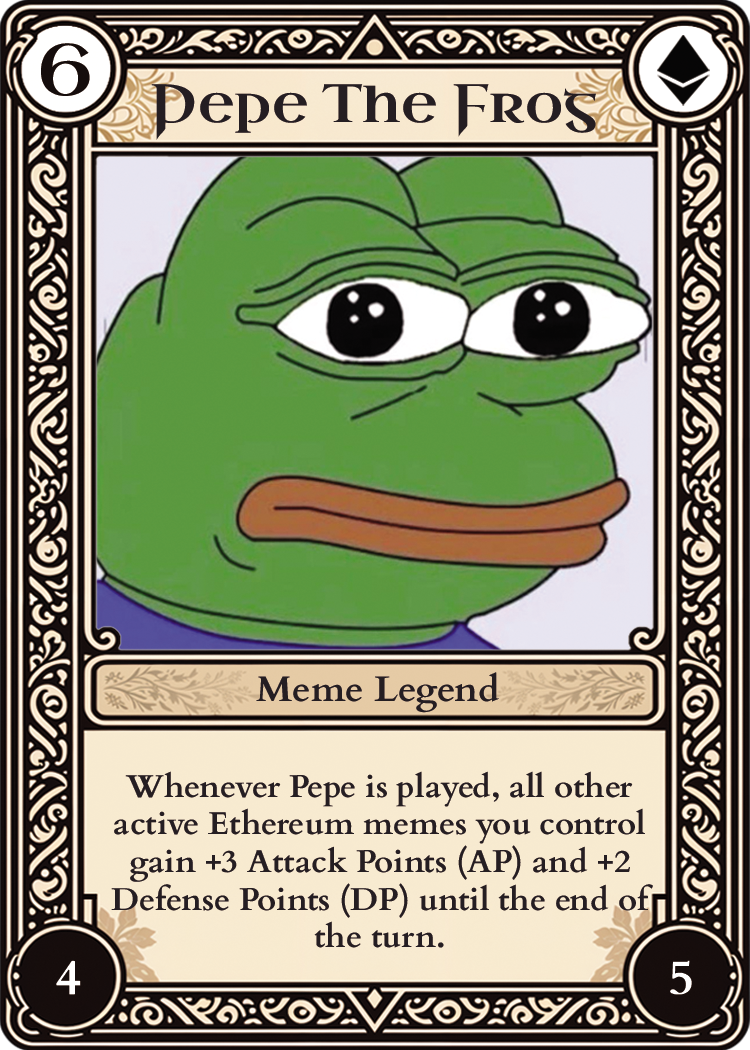 6
Pepe The Frog
Meme Legend
Whenever Pepe is played, all other
active Ethereum memes you control
gain +3 Attack Points (AP) and +2
Defense Points (DP) until the end of
the turn.
4
5